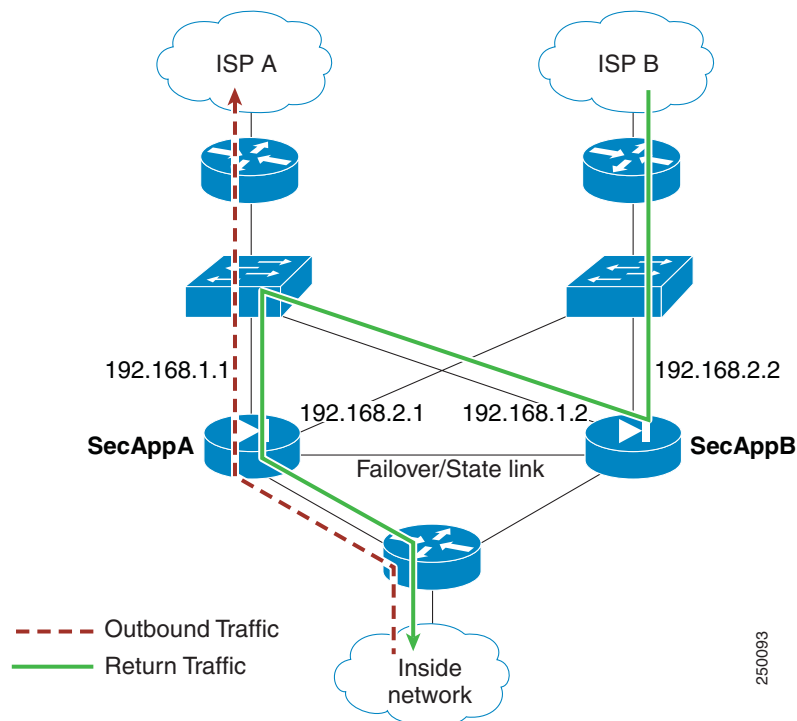 ISP A
ISP B
192.168.1.1
192.168.2.2
192.168.2.1
192.168.1.2
SecAppA
SecAppB
Failover/State link
Outbound Traffic
Return Traffic
Inside
network
250093